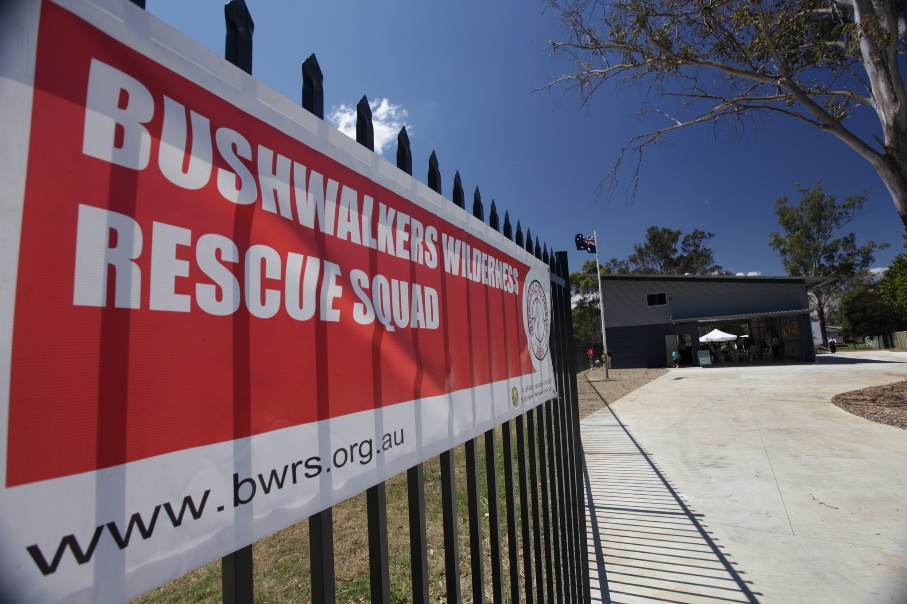 BUSHWALKERS WILDERNESS
RESCUE SQUAD
www.bwrs.org.au